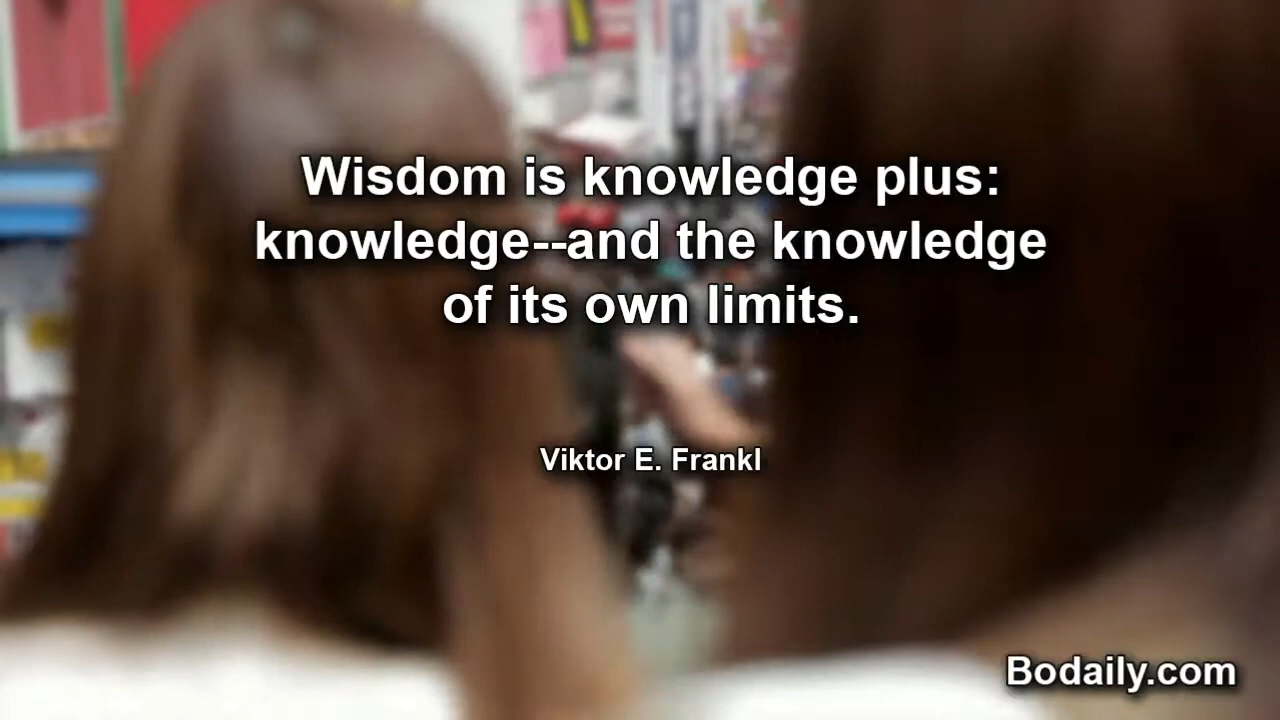 Wisdom is knowledge plus:
knowledge--and the knowledge
of its own limits.
Viktor E. Frankl
Bodaily.com